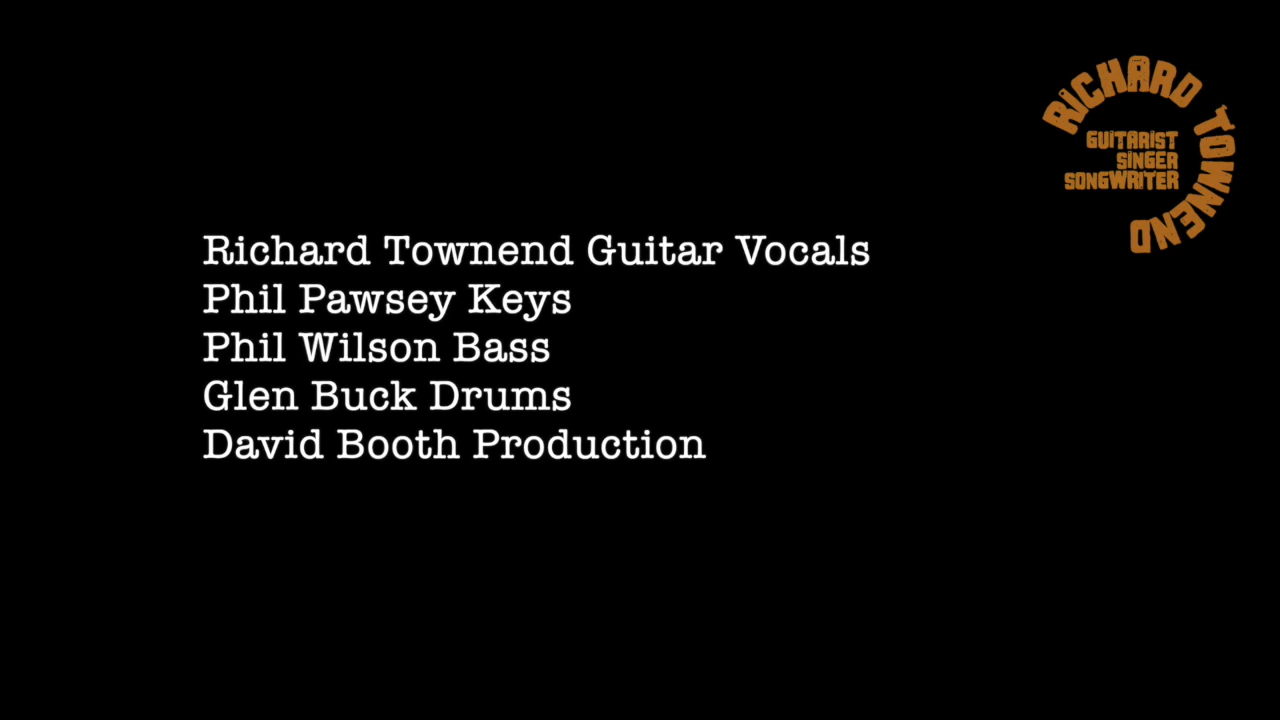 RICHARD TOWNEND
GUITARIST
SINGER
SONGWRITER
Richard Townend Guitar Vocals
Phil Pawsey Keys
Phil Wilson Bass
Glen Buck Drums
David Booth Production